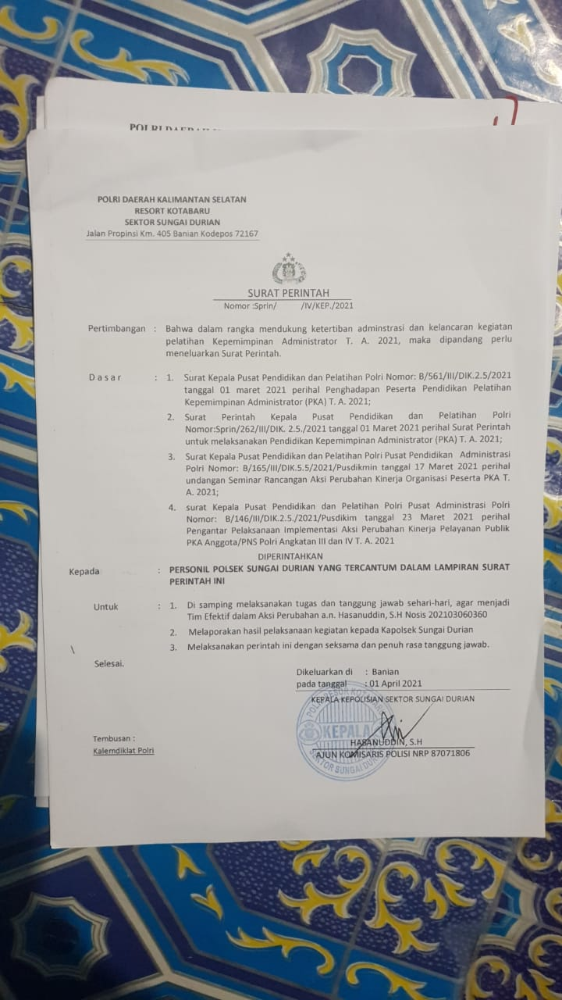 POLRI DAERAH
POLRI DAERAH KALIMANTAN SELATAN
RESORT KOTABARU
SEKTOR SUNGAI DURIAN
Jalan Propinsi Km. 405 Banian Kodepos 72167
SURAT PERINTAH
Nomor :Sprin/ /IV/KEP./2021
Pertimbangan : Bahwa dalam rangka mendukung ketertiban adminstrasi dan kelancaran kegiatan
pelatihan Kepemimpinan Administrator T. A. 2021, maka dipandang perlu
meneluarkan Surat Perintah.
D a s a r : 1. Surat Kepala Pusat Pendidikan dan Pelatihan Polri Nomor: B/561/III/DIK.2.5/2021
tanggal 01 maret 2021 perihal Penghadapan Peserta Pendidikan Pelatihan
Kepemimpinan Administrator (PKA) T. A. 2021;
2. Surat Perintah Kepala Pusat Pendidikan dan Pelatihan Polri
Nomor:Sprin/262/III/DIK. 2.5./2021 tanggal 01 Maret 2021 perihal Surat Perintah
untuk melaksanakan Pendidikan Kepemimpinan Administrator (PKA) T. A. 2021;
3. Surat Kepala Pusat Pendidikan dan Pelatihan Polri Pusat Pendidikan Administrasi
Polri Nomor: B/165/III/DIK.5.5/2021/Pusdikmin tanggal 17 Maret 2021 perihal
undangan Seminar Rancangan Aksi Perubahan Kinerja Organisasi Peserta PKA T.
A. 2021;
4. surat Kepala Pusat Pendidikan dan Pelatihan Polri Pusat Administrasi Polri
Nomor: B/146/III/DIK.2.5./2021/Pusdikim tanggal 23 Maret 2021 perihal
Pengantar Pelaksanaan Implementasi Aksi Perubahan Kinerja Pelayanan Publik
PKA Anggota/PNS Polri Angkatan III dan IV T. A. 2021
DIPERINTAHKAN
Kepada : PERSONIL POLSEK SUNGAI DURIAN YANG TERCANTUM DALAM LAMPIRAN SURAT
PERINTAH INI
Untuk : 1. Di samping melaksanakan tugas dan tanggung jawab sehari-hari, agar menjadi
Tim Efektif dalam Aksi Perubahan a.n. Hasanuddin, S.H Nosis 202103060360
2. Melaporakan hasil pelaksanaan kegiatan kepada Kapolsek Sungai Durian
\ 3. Melaksanakan perintah ini dengan seksama dan penuh rasa tanggung jawab.
Selesai.
Dikeluarkan di : Banian
pada tanggal : 01 April 2021
KEPALA KEPOLISIAN SEKTOR SUNGAI DURIAN
KEPALA
SEKTOR SUNGAI DURIAN
HASANUDDIN, S.H
AJUN KOMISARIS POLISI NRP 87071806
Tembusan :
Kalemdiklat Polri